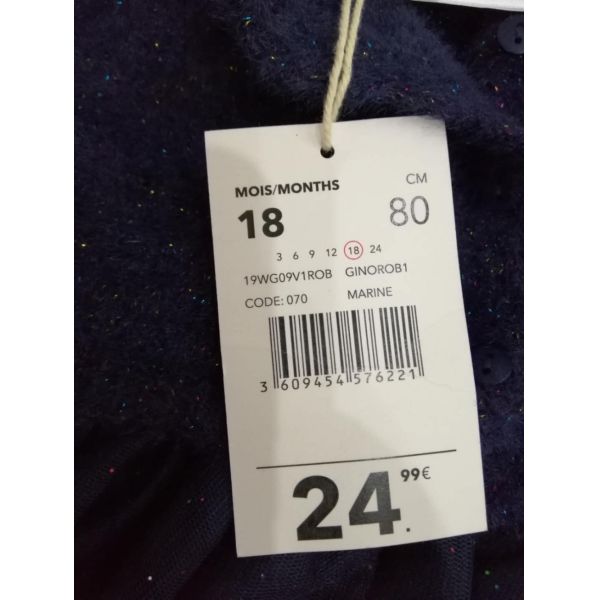 MOIS/MONTHS CM
18 80
3 6 9 12 18 24
19WG09V1ROB GINOROB1
CODE: 070 MARINE
3 609454 576221
24.99€